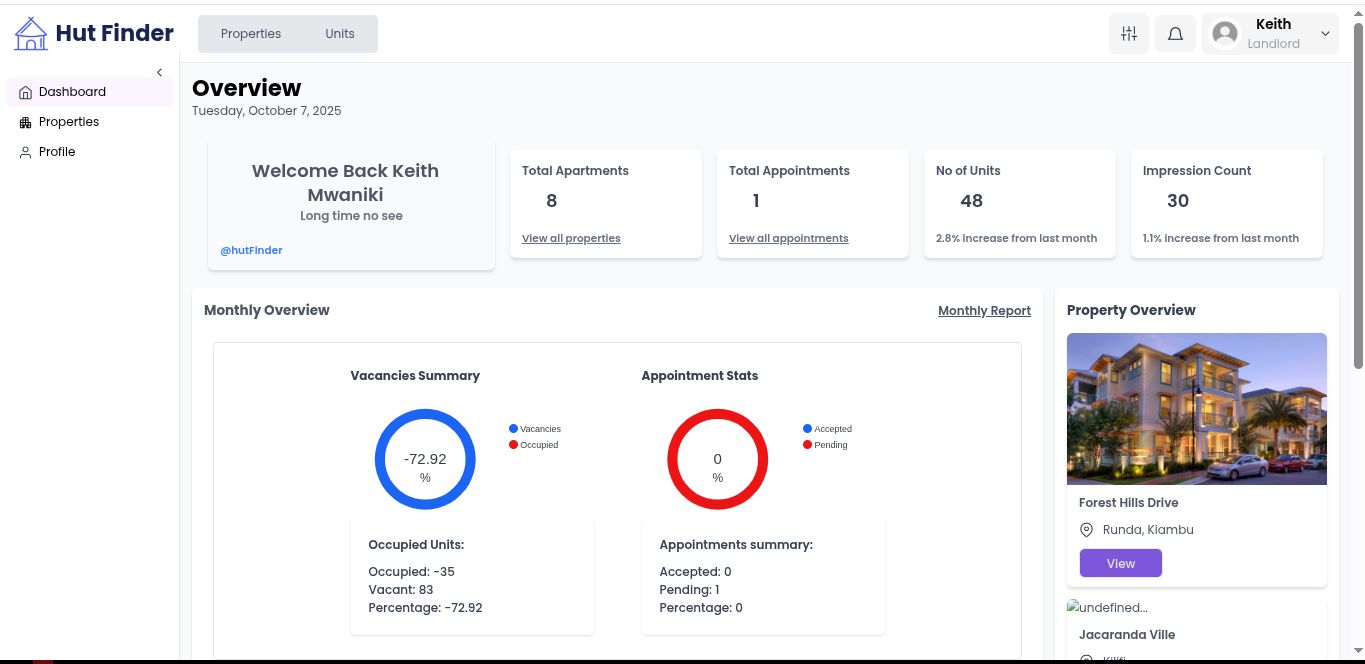 Hut Finder
Properties
Units
Keith
Landlord
Dashboard
Properties
Profile
Overview
Tuesday, October 7, 2025
Welcome Back Keith
Mwaniki
Long time no see
@hutFinder
Total Apartments
8
View all properties
Total Appointments
1
View all appointments
No of Units
48
2.8% increase from last month
Impression Count
30
1.1% increase from last month
Monthly Overview
Monthly Report
Vacancies Summary
-72.92
%
Vacancies
Occupied
Occupied Units:
Occupied: -35
Vacant: 83
Percentage: -72.92
Appointment Stats
0
%
Accepted
Pending
Appointments summary:
Accepted: 0
Pending: 1
Percentage: 0
Property Overview
Forest Hills Drive
Runda, Kiambu
View
undefined...
Jacaranda Ville
Kilifi